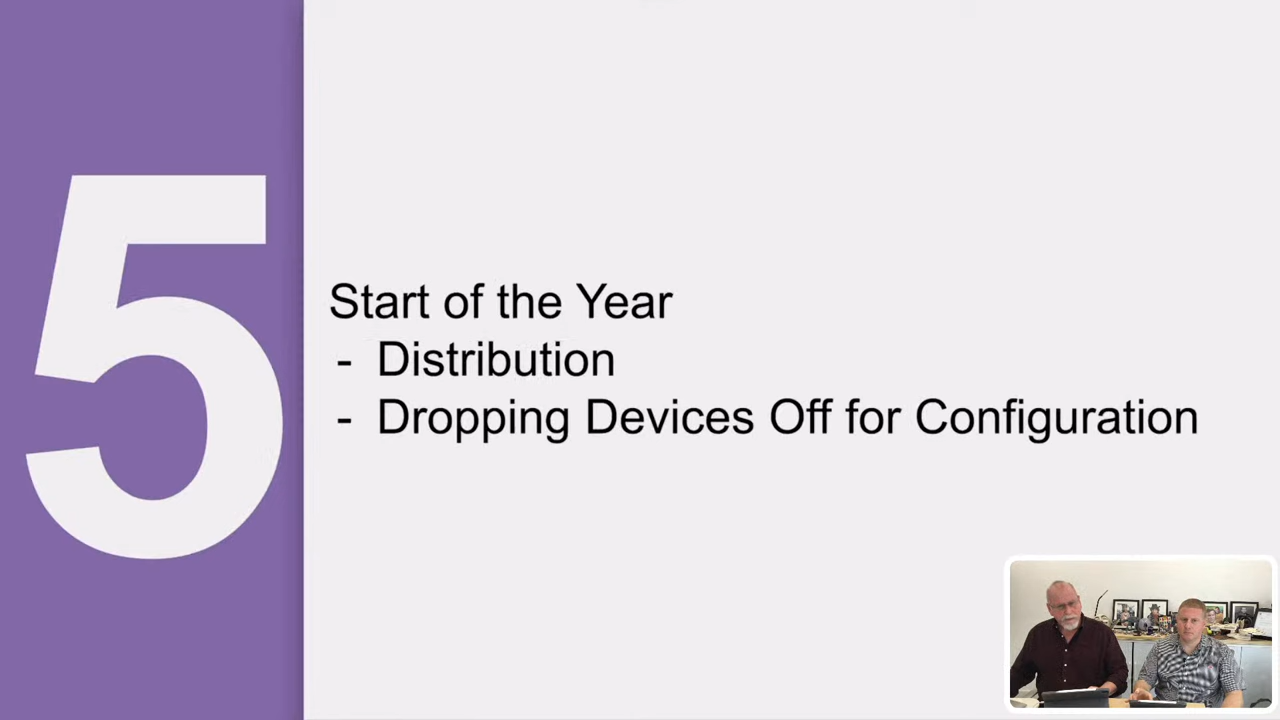 5
Start of the Year
- Distribution
- Dropping Devices Off for Configuration